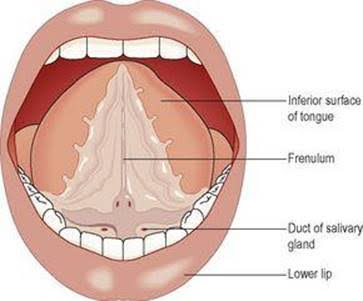 Inferior surface
of tongue
Frenulum
Duct of salivary
gland
Lower lip